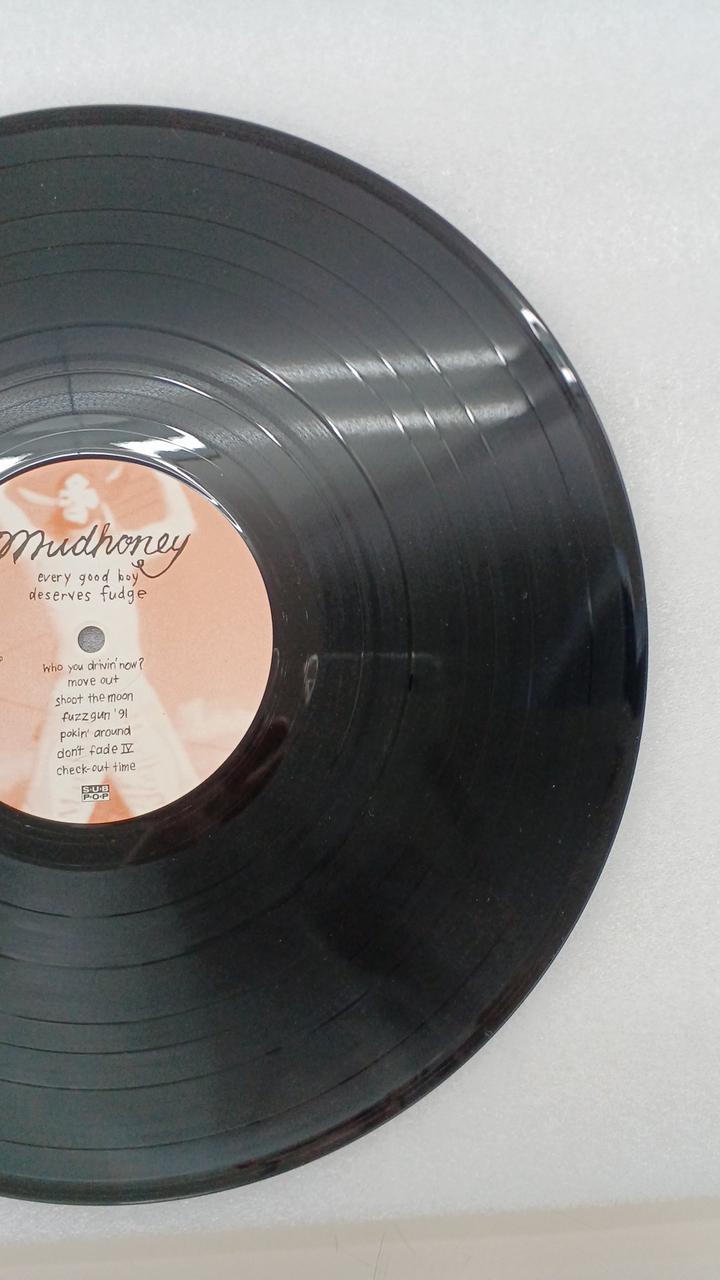 mudhoney
every good boy
deserves fudge
who you drivin' now?
move out
shoot the moon
fuzzgun '91
pokin' around
don't fade IV
check-out time
SUB
POP